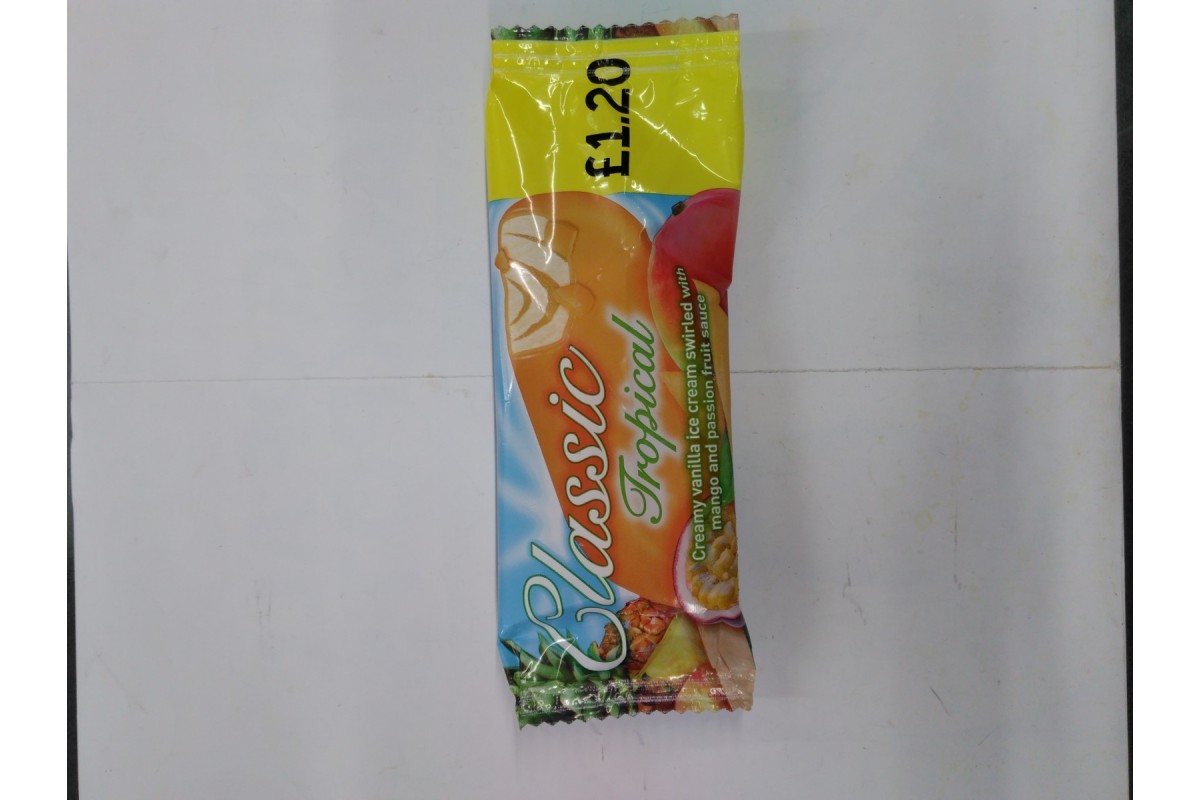 £1.20
Classic
Tropical
Creamy vanilla ice cream swirled with
mango and passion fruit sauce